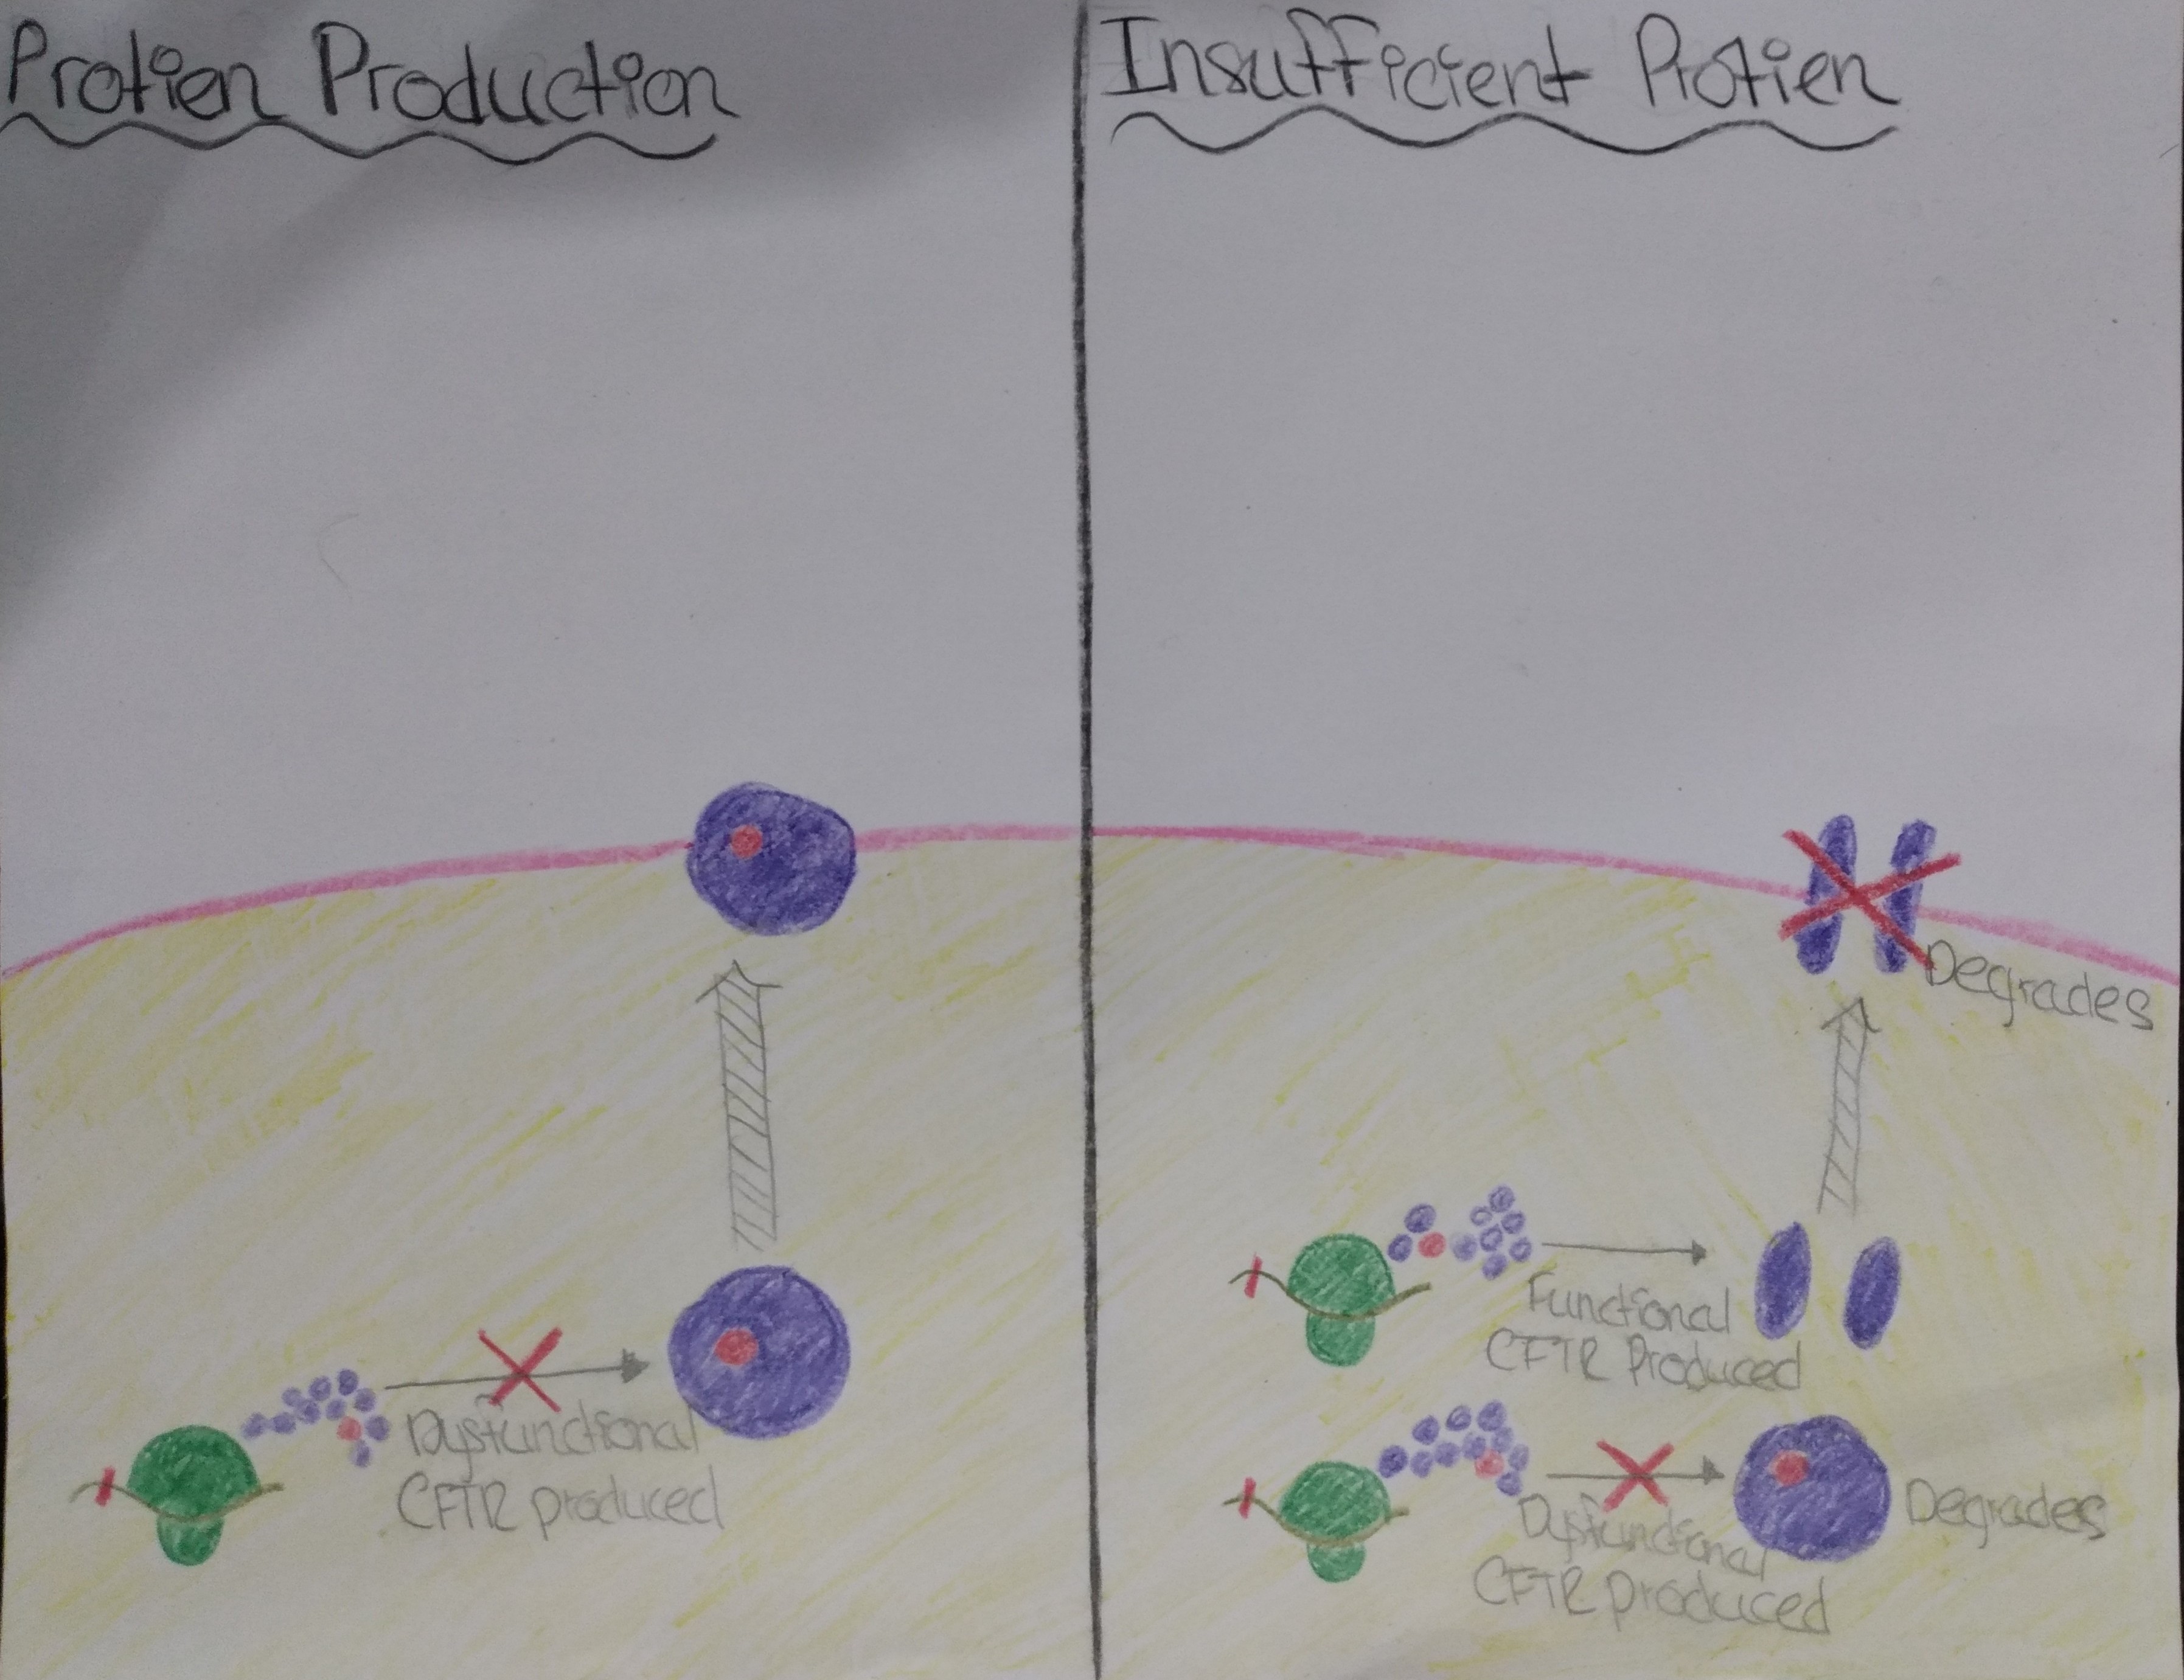 Protien Production
Insufficient Protien
Dysfunctional
CFTR produced
Degrades
Functional
CFTR Produced
Dysfunctional
CFTR produced
Degrades